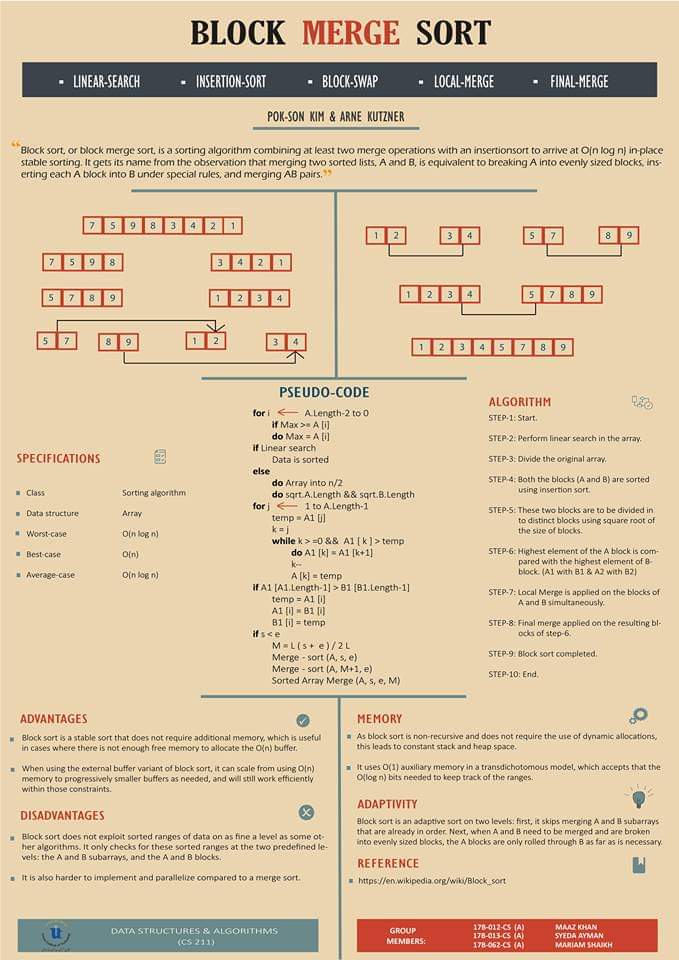 BLOCK MERGE SORT
▪ LINEAR-SEARCH ▪ INSERTION-SORT ▪ BLOCK-SWAP ▪ LOCAL-MERGE ▪ FINAL-MERGE
POK-SON KIM & ARNE KUTZNER
“Block sort, or block merge sort, is a sorting algorithm combining at least two merge operations with an insertionsort to arrive at O(n log n) in-place
stable sorting. It gets its name from the observation that merging two sorted lists, A and B, is equivalent to breaking A into evenly sized blocks, ins-
erting each A block into B under special rules, and merging AB pairs.”
7 5 9 8 3 4 2 1
7 5 9 8 3 4 2 1
5 7 8 9 1 2 3 4
5 7 8 9 1 2 3 4
1 2 3 4 5 7 8 9
1 2 3 4 5 7 8 9
1 2 3 4 5 7 8 9
SPECIFICATIONS
▪ Class Sorting algorithm
▪ Data structure Array
▪ Worst-case O(n log n)
▪ Best-case O(n)
▪ Average-case O(n log n)
PSEUDO-CODE
for i ← A.Length-2 to 0
if Max >= A [i]
do Max = A [i]
if Linear search
Data is sorted
else
do Array into n/2
do sqrt.A.Length && sqrt.B.Length
for j ← 1 to A.Length-1
temp = A1 [j]
k = j
while k > =0 && A1 [ k ] > temp
do A1 [k] = A1 [k+1]
k--
A [k] = temp
if A1 [A1.Length-1] > B1 [B1.Length-1]
temp = A1 [i]
A1 [i] = B1 [i]
B1 [i] = temp
if s < e
M = L ( s + e ) / 2 L
Merge - sort (A, s, e)
Merge - sort (A, M+1, e)
Sorted Array Merge (A, s, e, M)
ALGORITHM
STEP-1: Start.
STEP-2: Perform linear search in the array.
STEP-3: Divide the original array.
STEP-4: Both the blocks (A and B) are sorted
using insertion sort.
STEP-5: These two blocks are to be divided in
to distinct blocks using square root of
the size of blocks.
STEP-6: Highest element of the A block is com-
pared with the highest element of B-
block. (A1 with B1 & A2 with B2)
STEP-7: Local Merge is applied on the blocks of
A and B simultaneously.
STEP-8: Final merge applied on the resulting bl-
ocks of step-6.
STEP-9: Block sort completed.
STEP-10: End.
ADVANTAGES
▪ Block sort is a stable sort that does not require additional memory, which is useful
in cases where there is not enough free memory to allocate the O(n) buffer.
▪ When using the external buffer variant of block sort, it can scale from using O(n)
memory to progressively smaller buffers as needed, and will still work efficiently
within those constraints.
DISADVANTAGES
▪ Block sort does not exploit sorted ranges of data on as fine a level as some ot-
her algorithms. It only checks for these sorted ranges at the two predefined le-
vels: the A and B subarrays, and the A and B blocks.
▪ It is also harder to implement and parallelize compared to a merge sort.
MEMORY
▪ As block sort is non-recursive and does not require the use of dynamic allocations,
this leads to constant stack and heap space.
▪ It uses O(1) auxiliary memory in a transdichotomous model, which accepts that the
O(log n) bits needed to keep track of the ranges.
ADAPTIVITY
Block sort is an adaptive sort on two levels: first, it skips merging A and B subarrays
that are already in order. Next, when A and B need to be merged and are broken
into evenly sized blocks, the A blocks are only rolled through B as far as is necessary.
REFERENCE
▪ https://en.wikipedia.org/wiki/Block_sort
DATA STRUCTURES & ALGORITHMS
(CS 211)
GROUP
MEMBERS:
17B-012-CS (A) MAAZ KHAN
17B-013-CS (A) SYEDA AYMAN
17B-062-CS (A) MARIAM SHAIKH